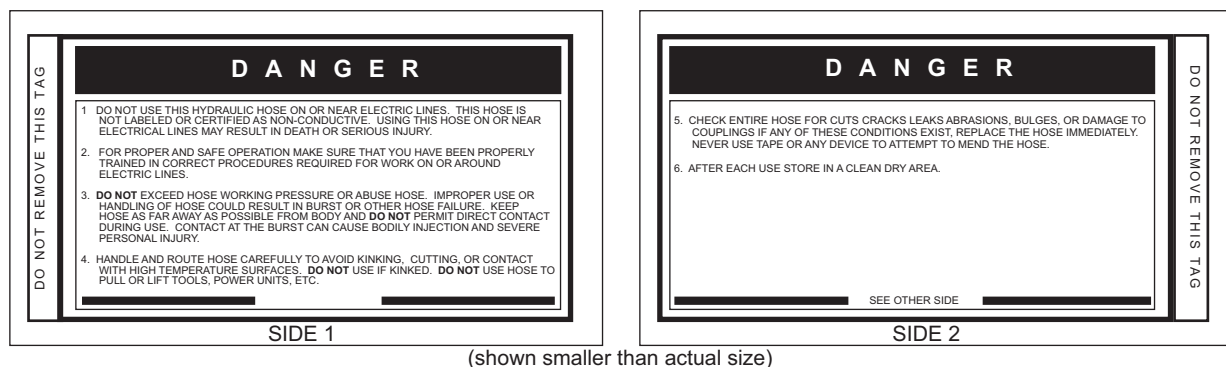 DO NOT REMOVE THIS TAG
D A N G E R
1 DO NOT USE THIS HYDRAULIC HOSE ON OR NEAR ELECTRIC LINES. THIS HOSE IS
NOT LABELED OR CERTIFIED AS NON-CONDUCTIVE. USING THIS HOSE ON OR NEAR
ELECTRICAL LINES MAY RESULT IN DEATH OR SERIOUS INJURY.
2. FOR PROPER AND SAFE OPERATION MAKE SURE THAT YOU HAVE BEEN PROPERLY
TRAINED IN CORRECT PROCEDURES REQUIRED FOR WORK ON OR AROUND
ELECTRIC LINES.
3. DO NOT EXCEED HOSE WORKING PRESSURE OR ABUSE HOSE. IMPROPER USE OR
HANDLING OF HOSE COULD RESULT IN BURST OR OTHER HOSE FAILURE. KEEP
HOSE AS FAR AWAY AS POSSIBLE FROM BODY AND DO NOT PERMIT DIRECT CONTACT
DURING USE. CONTACT AT THE BURST CAN CAUSE BODILY INJECTION AND SEVERE
PERSONAL INJURY.
4. HANDLE AND ROUTE HOSE CAREFULLY TO AVOID KINKING, CUTTING, OR CONTACT
WITH HIGH TEMPERATURE SURFACES. DO NOT USE IF KINKED. DO NOT USE HOSE TO
PULL OR LIFT TOOLS, POWER UNITS, ETC.
SIDE 1
D A N G E R
5. CHECK ENTIRE HOSE FOR CUTS CRACKS LEAKS ABRASIONS, BULGES, OR DAMAGE TO
COUPLINGS IF ANY OF THESE CONDITIONS EXIST, REPLACE THE HOSE IMMEDIATELY.
NEVER USE TAPE OR ANY DEVICE TO ATTEMPT TO MEND THE HOSE.
6. AFTER EACH USE STORE IN A CLEAN DRY AREA.
SEE OTHER SIDE
DO NOT REMOVE THIS TAG
SIDE 2
(shown smaller than actual size)